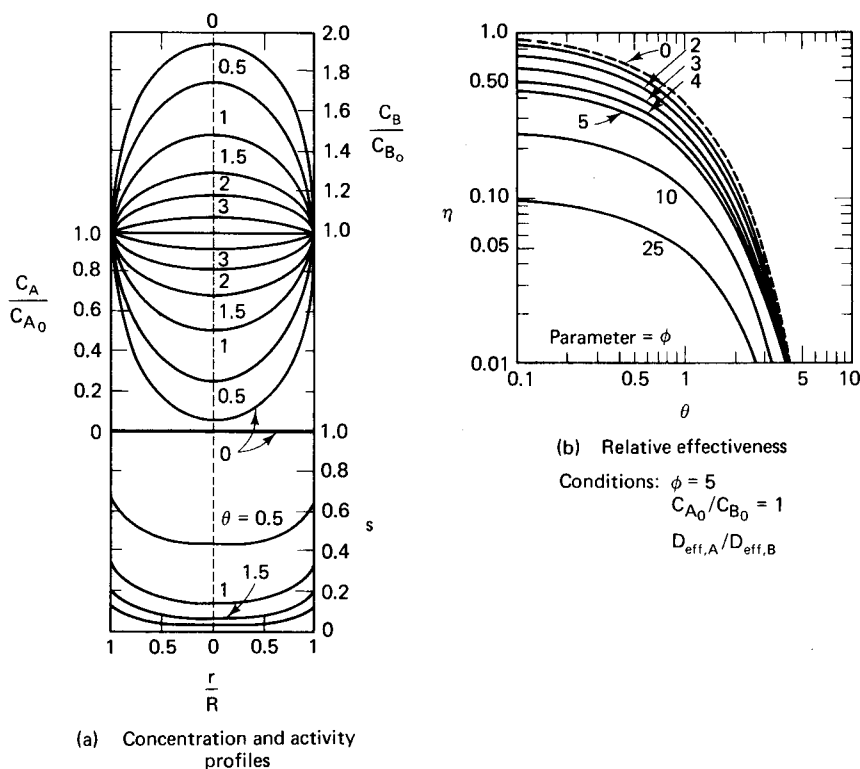 0
2.0
0.5
1.8
1
C_B
C_B₀
1.6
1.5
1.4
2
1.2
3
1.0
1.0
0.8
3
C_A
C_A₀
0.6
2
1.5
0.4
1
0.2
0.5
0
0
1.0
0.8
0.6
θ = 0.5
s
0.4
1
1.5
0.2
0
1 0.5 0 0.5 1
r
R
(a) Concentration and activity
profiles
1.0
0.50
0.10
η
0.05
0.01
0
2
3
4
5
10
25
Parameter = φ
0.1 0.5 1 5 10
θ
(b) Relative effectiveness
Conditions: φ = 5
C_A₀/C_B₀ = 1
D_eff,A/D_eff,B